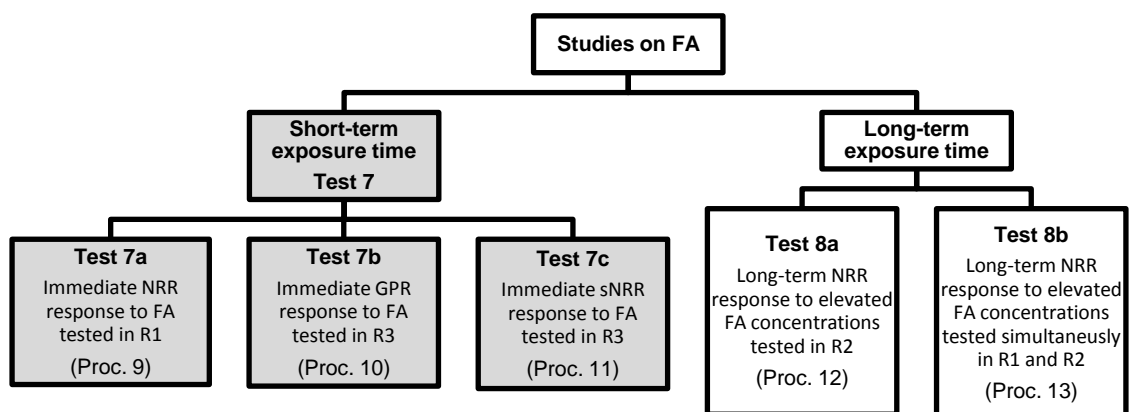 Studies on FA
Short-term
exposure time
Test 7
Long-term
exposure time
Test 7a
Immediate NRR
response to FA
tested in R1
(Proc. 9)
Test 7b
Immediate GPR
response to FA
tested in R3
(Proc. 10)
Test 7c
Immediate sNRR
response to FA
tested in R3
(Proc. 11)
Test 8a
Long-term NRR
response to elevated
FA concentrations
tested in R2
(Proc. 12)
Test 8b
Long-term NRR
response to elevated
FA concentrations
tested simultaneusly
in R1 and R2
(Proc. 13)